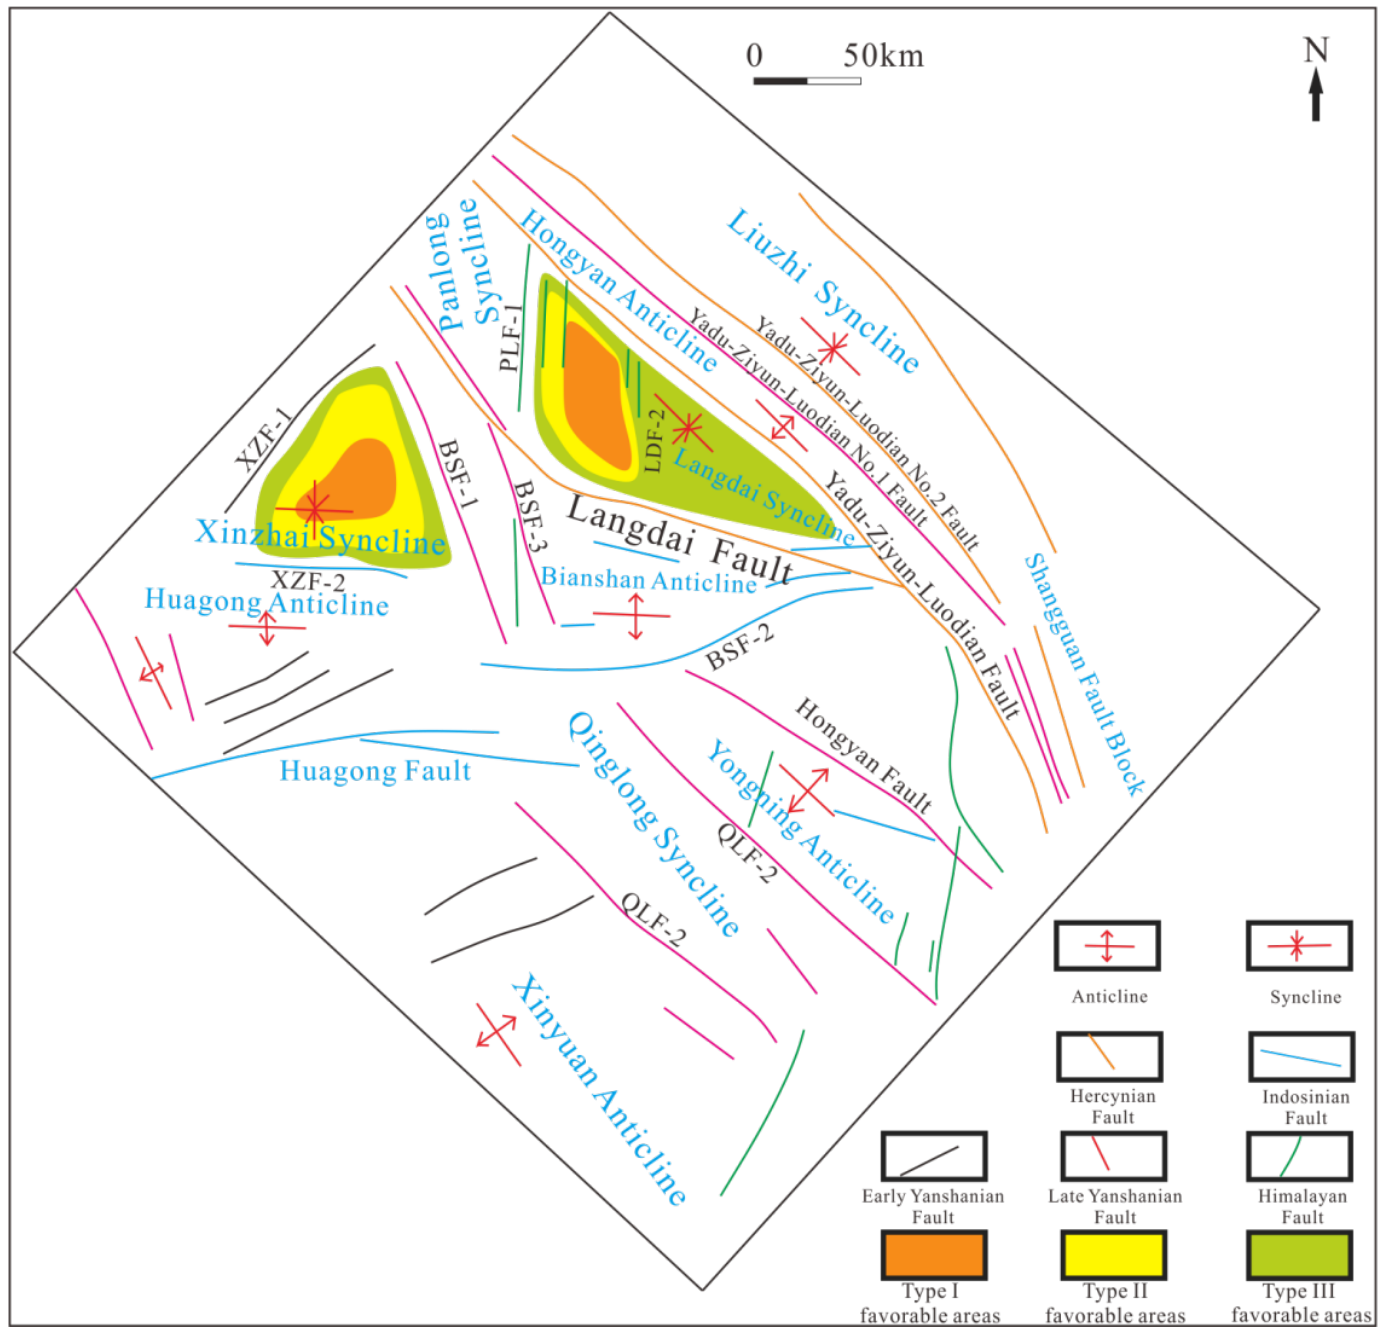 0 50km
N
Liuzhi Syncline
Panlong
Syncline
Hongyan Anticline
Yadu-Ziyun-Luodian No.2 Fault
Yadu-Ziyun-Luodian No.1 Fault
PLF-1
XZF-1
LDF-2
Langdai Syncline
BSF-1
BSF-3
Langdai Fault
Yadu-Ziyun-Luodian Fault
Xinzhai Syncline
XZF-2
Bianshan Anticline
Huagong Anticline
Shangguan Fault Block
BSF-2
Hongyan Fault
Huagong Fault
Qinglong Syncline
Yongning Anticline
QLF-2
QLF-2
Xinyuan Anticline
Anticline
Syncline
Hercynian
Fault
Indosinian
Fault
Early Yanshanian
Fault
Late Yanshanian
Fault
Himalayan
Fault
Type I
favorable areas
Type II
favorable areas
Type III
favorable areas